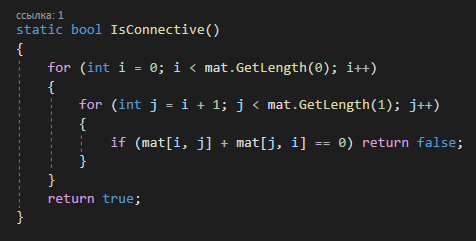 ссылка: 1
static bool IsConnective()
{
for (int i = 0; i < mat.GetLength(0); i++)
{
for (int j = i + 1; j < mat.GetLength(1); j++)
{
if (mat[i, j] + mat[j, i] == 0) return false;
}
}
return true;
}